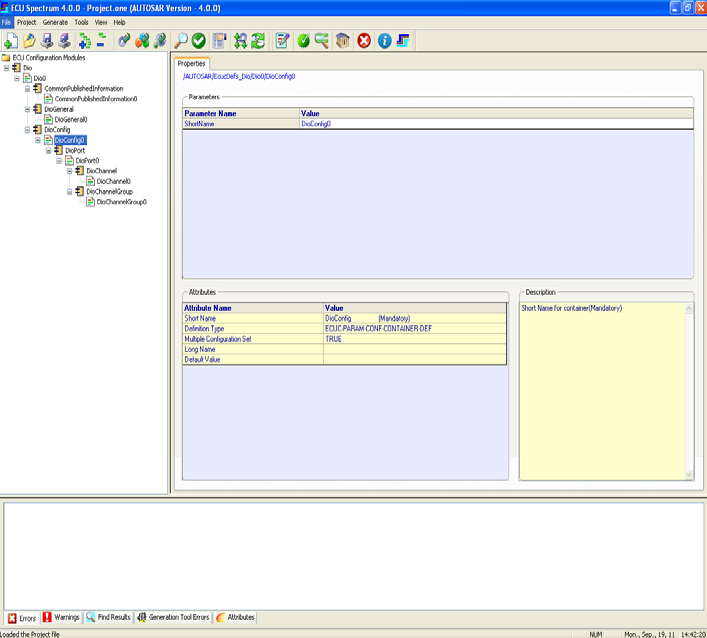 ECU Spectrum 4.0.0 - Project.one (AUTOSAR Version - 4.0.0)
File Project Generate Tools View Help
ECU Configuration Modules
Dio
Dio0
CommonPublishedInformation
CommonPublishedInformation0
DioGeneral
DioGeneral0
DioConfig
DioConfig0
DioPort
DioPort0
DioChannel
DioChannel0
DioChannelGroup
DioChannelGroup0
Properties
/AUTOSAR/EcucDefs_Dio/Dio0/DioConfig0
Parameters
Parameter Name Value
ShortName DioConfig0
Attributes
Attribute Name Value
Short Name DioConfig (Mandatory)
Definition Type ECUC-PARAM-CONF-CONTAINER-DEF
Multiple Configuration Set TRUE
Long Name
Default Value
Description
Short Name for container(Mandatory)
Errors Warnings Find Results Generation Tool Errors Attributes
Loaded the Project file NUM Mon., Sep., 19, 11 14:42:20